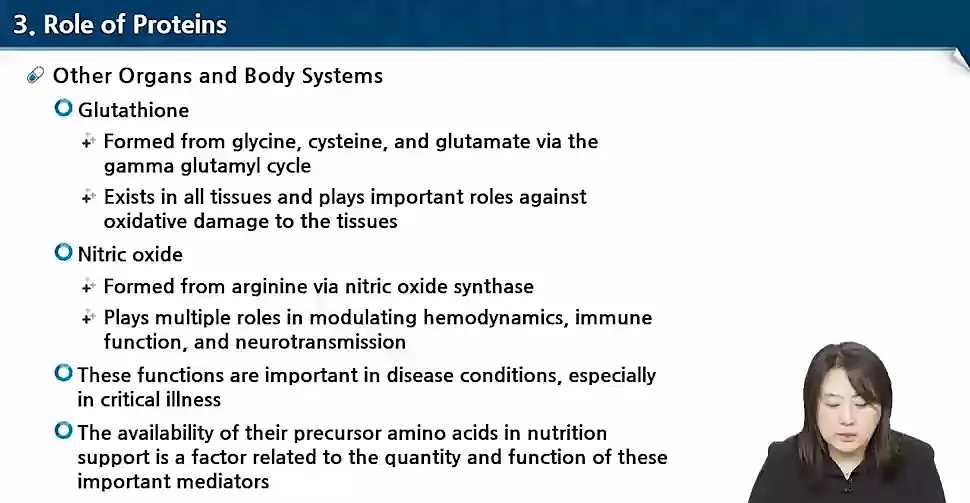 3. Role of Proteins
Other Organs and Body Systems
Glutathione
Formed from glycine, cysteine, and glutamate via the
gamma glutamyl cycle
Exists in all tissues and plays important roles against
oxidative damage to the tissues
Nitric oxide
Formed from arginine via nitric oxide synthase
Plays multiple roles in modulating hemodynamics, immune
function, and neurotransmission
These functions are important in disease conditions, especially
in critical illness
The availability of their precursor amino acids in nutrition
support is a factor related to the quantity and function of these
important mediators